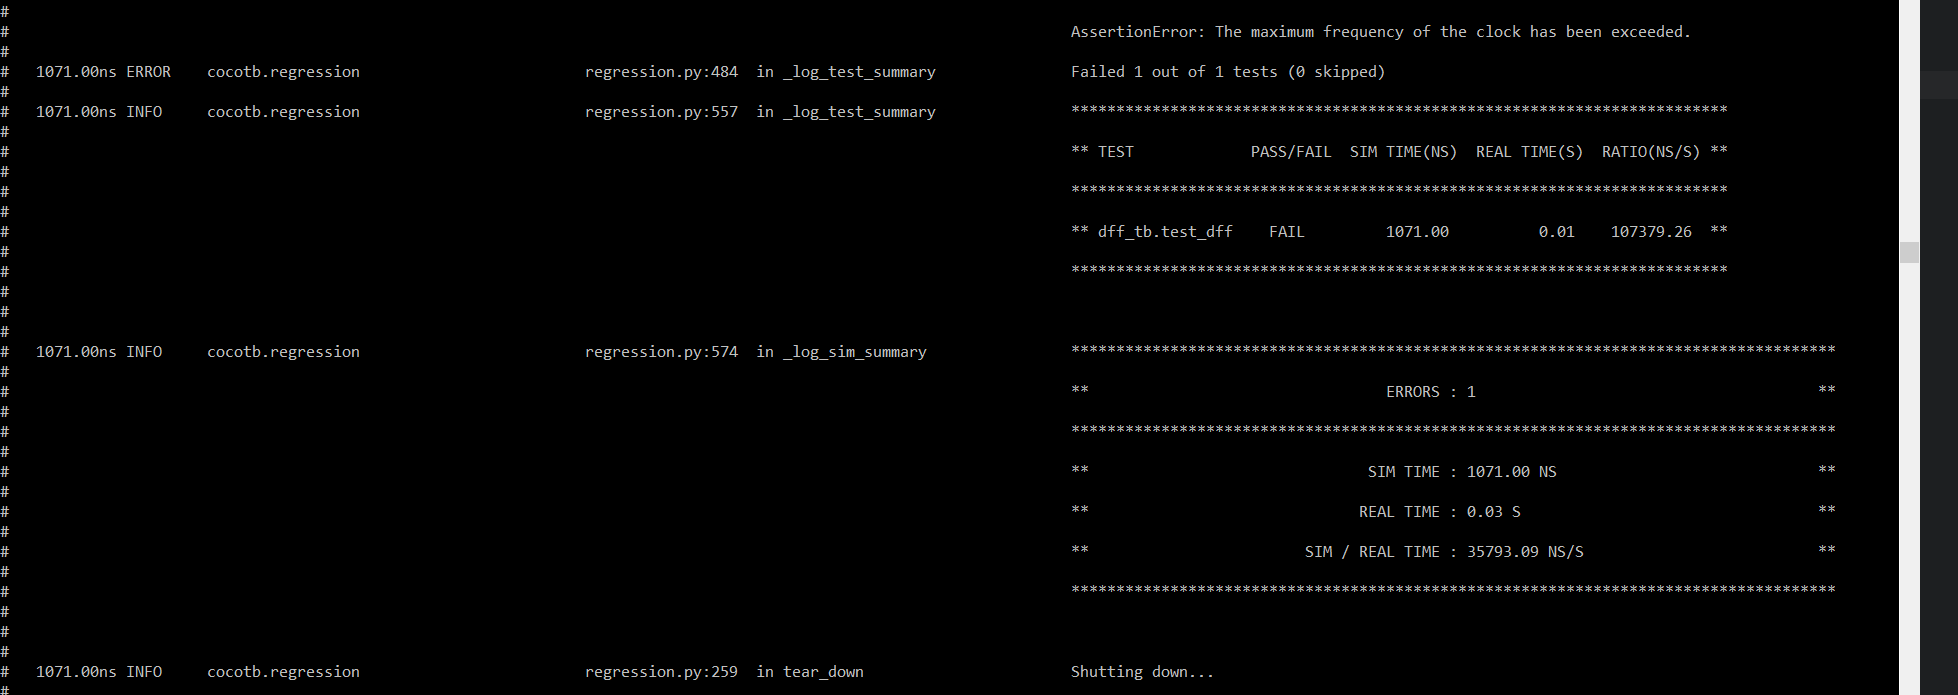 #
# AssertionError: The maximum frequency of the clock has been exceeded.
#
# 1071.00ns ERROR cocotb.regression regression.py:484 in _log_test_summary Failed 1 out of 1 tests (0 skipped)
#
# 1071.00ns INFO cocotb.regression regression.py:557 in _log_test_summary *************************************************************************
#
# ** TEST PASS/FAIL SIM TIME(NS) REAL TIME(S) RATIO(NS/S) **
#
# *************************************************************************
#
# ** dff_tb.test_dff FAIL 1071.00 0.01 107379.26 **
#
# *************************************************************************
#
#
#
# 1071.00ns INFO cocotb.regression regression.py:574 in _log_sim_summary *************************************************************************************
#
# ** ERRORS : 1 **
#
# *************************************************************************************
#
# ** SIM TIME : 1071.00 NS **
#
# ** REAL TIME : 0.03 S **
#
# ** SIM / REAL TIME : 35793.09 NS/S **
#
# *************************************************************************************
#
#
#
# 1071.00ns INFO cocotb.regression regression.py:259 in tear_down Shutting down...
#